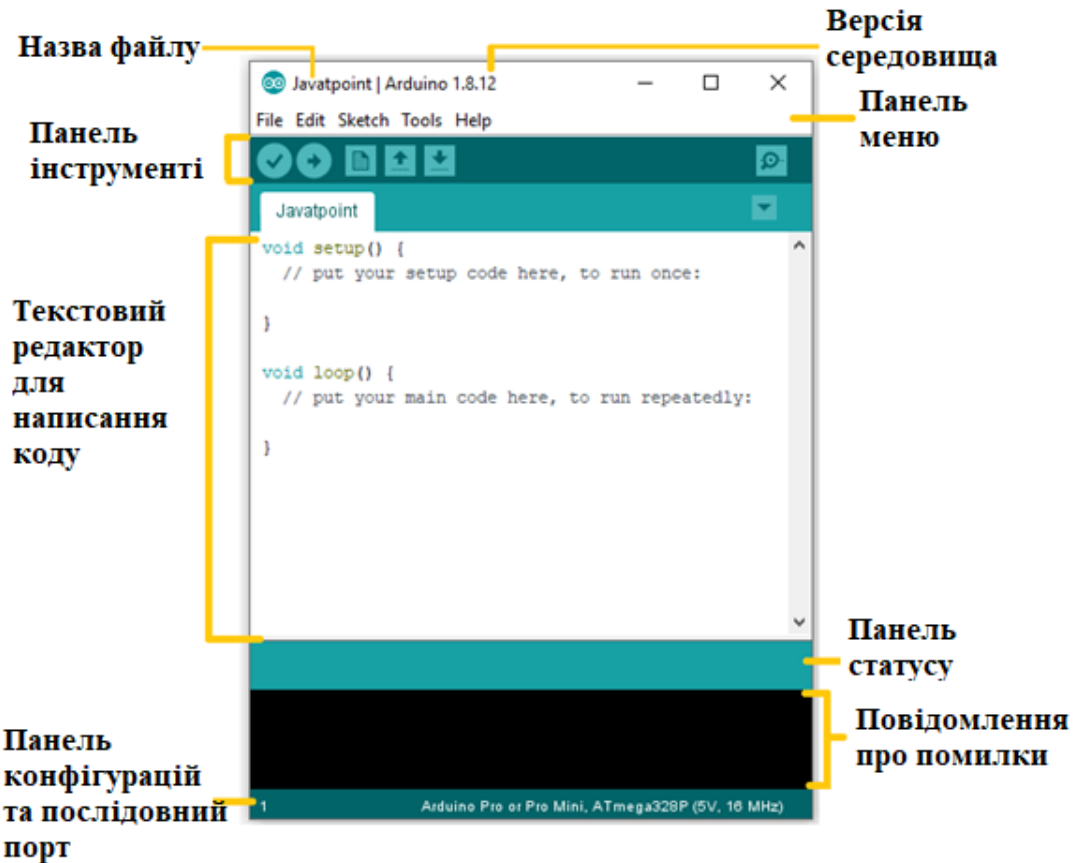 Назва файлу
Версія
середовища
Javatpoint | Arduino 1.8.12
Панель
меню
File Edit Sketch Tools Help
Панель
інструменті
Javatpoint
void setup() {
// put your setup code here, to run once:
}
void loop() {
// put your main code here, to run repeatedly:
}
Текстовий
редактор
для
написання
коду
Панель
статусу
Повідомлення
про помилки
Панель
конфігурацій
та послідовний
порт
1
Arduino Pro or Pro Mini, ATmega328P (5V, 16 MHz)